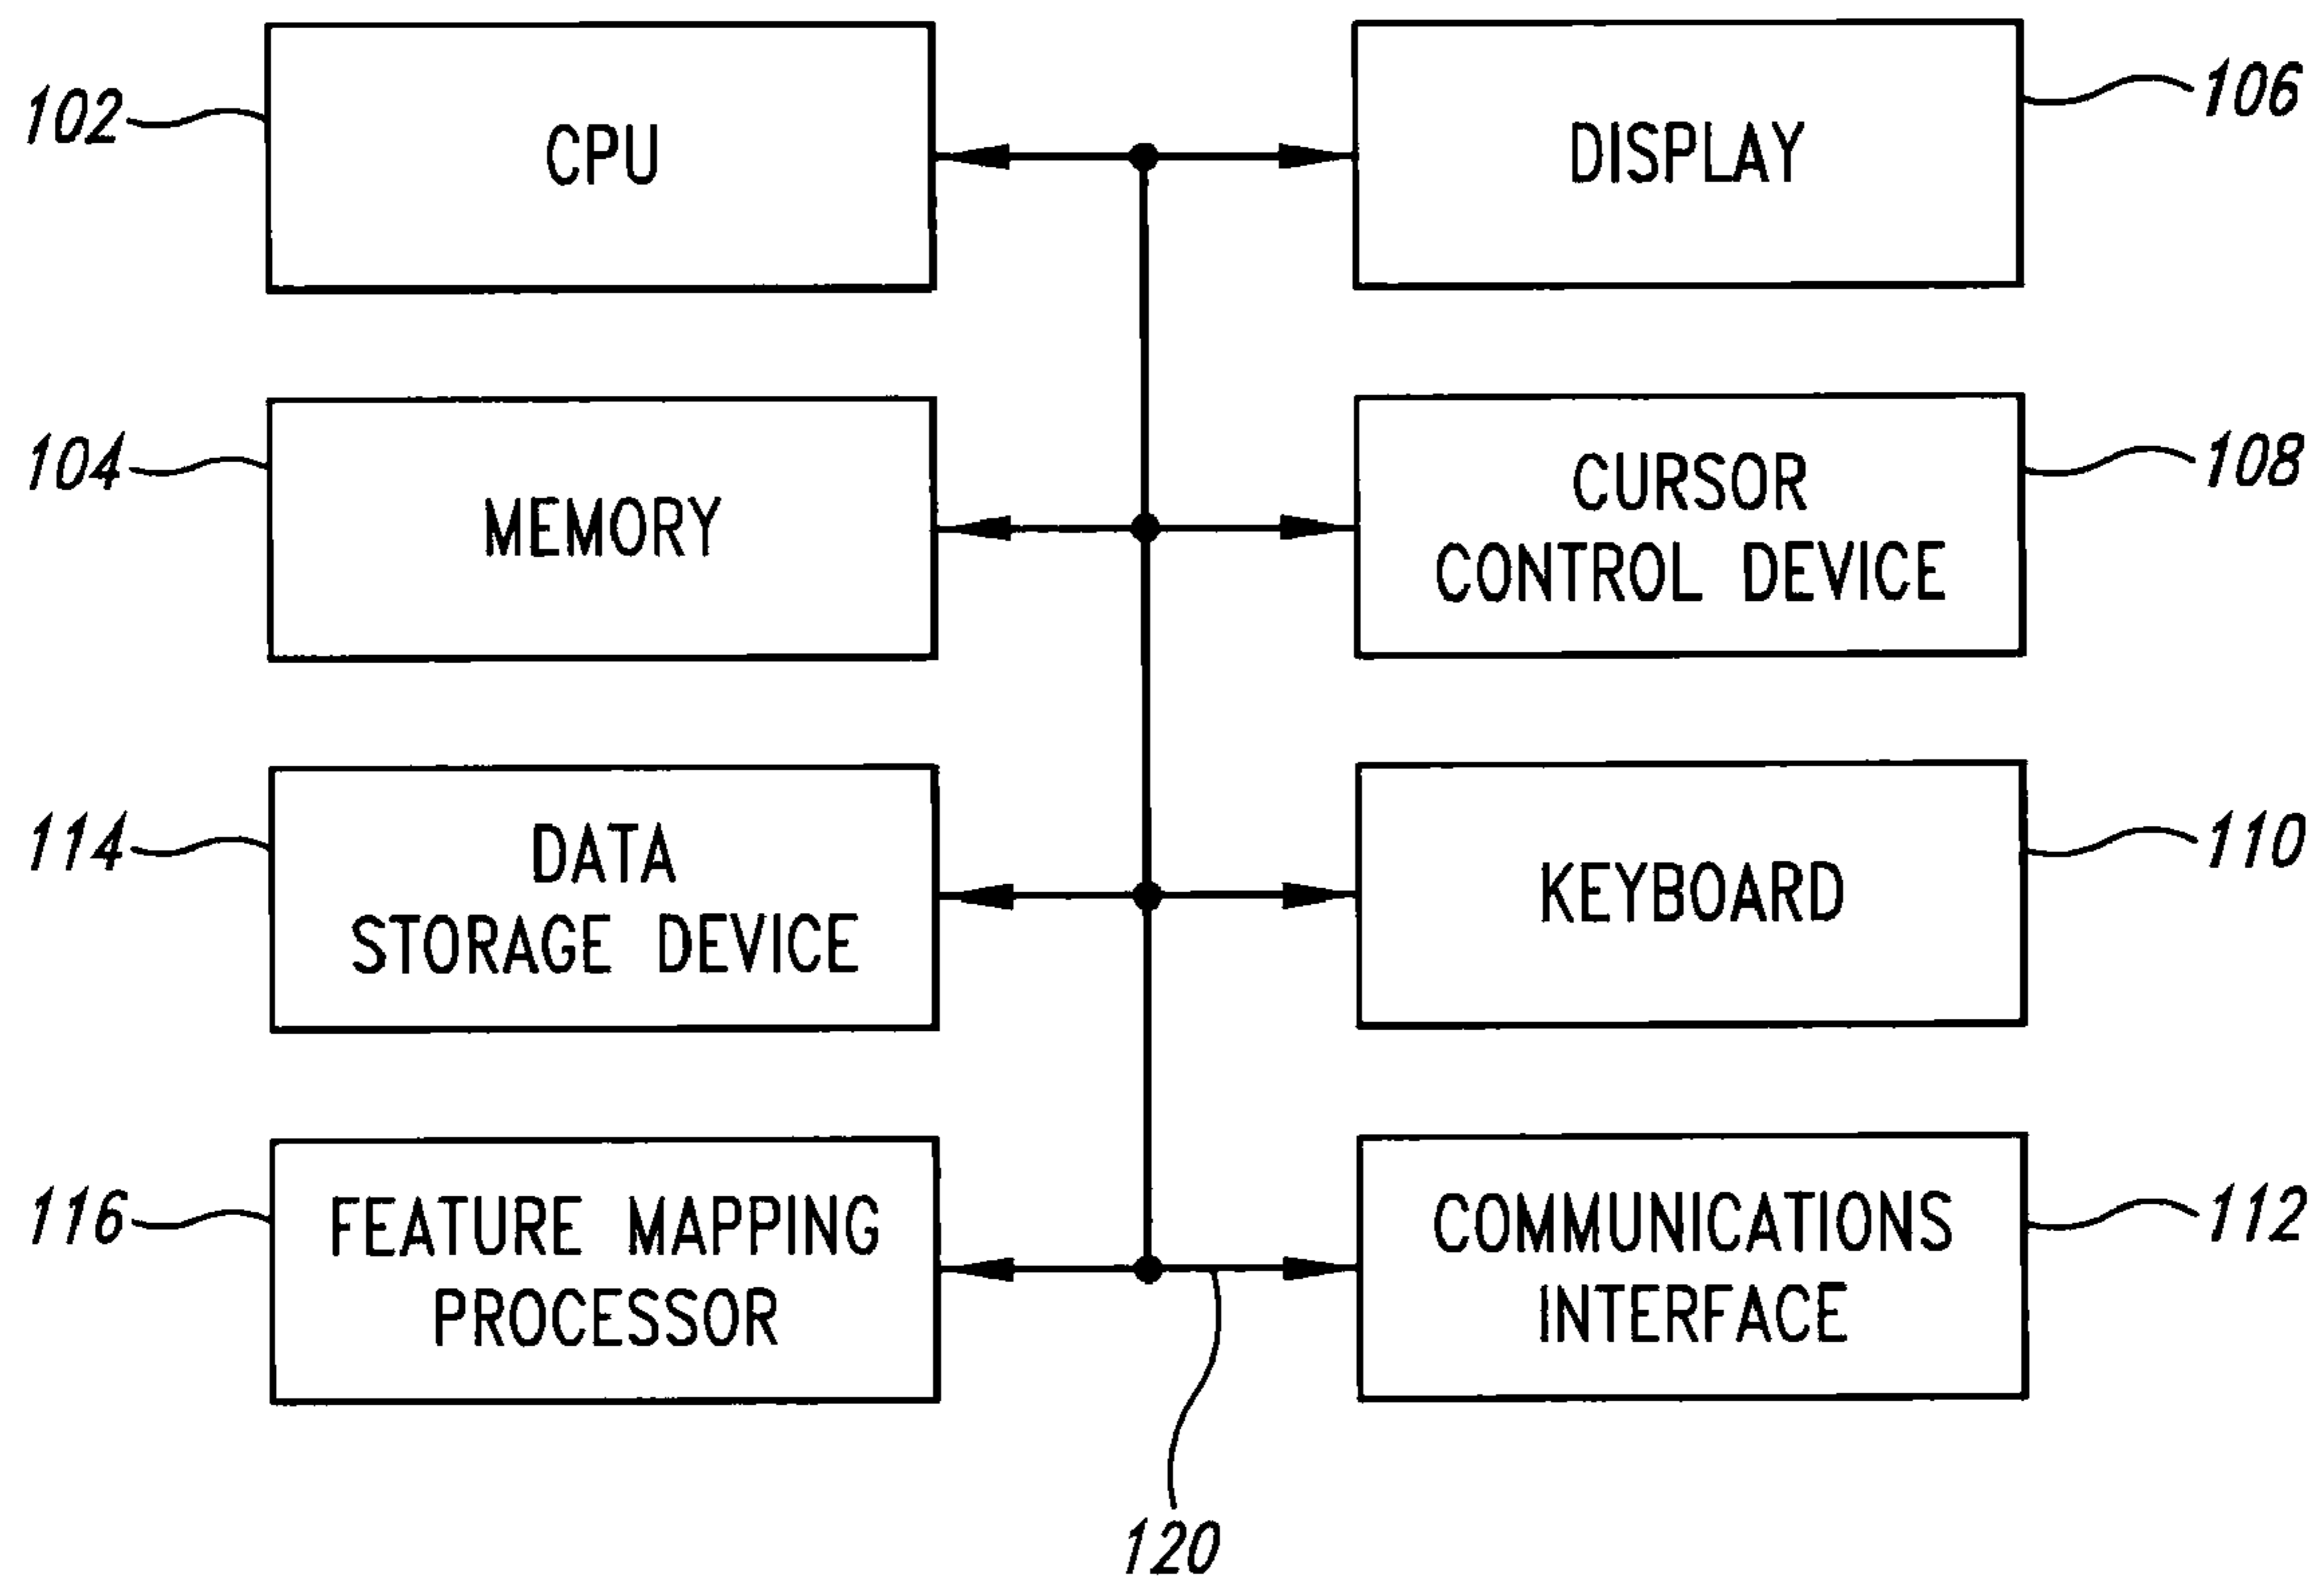 102
CPU
DISPLAY
106
104
MEMORY
CURSOR
CONTROL DEVICE
108
114
DATA
STORAGE DEVICE
KEYBOARD
110
116
FEATURE MAPPING
PROCESSOR
COMMUNICATIONS
INTERFACE
112
120